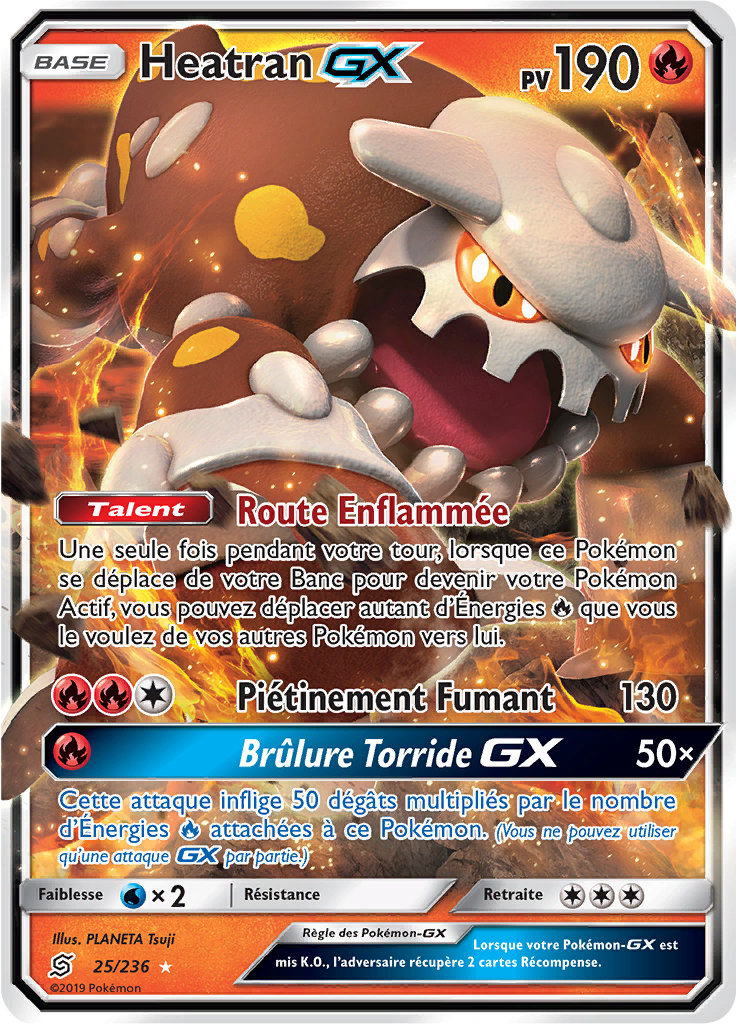 BASE Heatran GX PV 190
Talent Route Enflammée
Une seule fois pendant votre tour, lorsque ce Pokémon
se déplace de votre Banc pour devenir votre Pokémon
Actif, vous pouvez déplacer autant d'Énergies que vous
le voulez de vos autres Pokémon vers lui.
Piétinement Fumant 130
Brûlure Torride GX 50×
Cette attaque inflige 50 dégâts multipliés par le nombre
d'Énergies attachées à ce Pokémon. (Vous ne pouvez utiliser
qu'une attaque GX par partie.)
Faiblesse ×2 Résistance Retraite
Illus. PLANETA Tsuji
25/236
©2019 Pokémon
Règle des Pokémon-GX
Lorsque votre Pokémon-GX est
mis K.O., l'adversaire récupère 2 cartes Récompense.